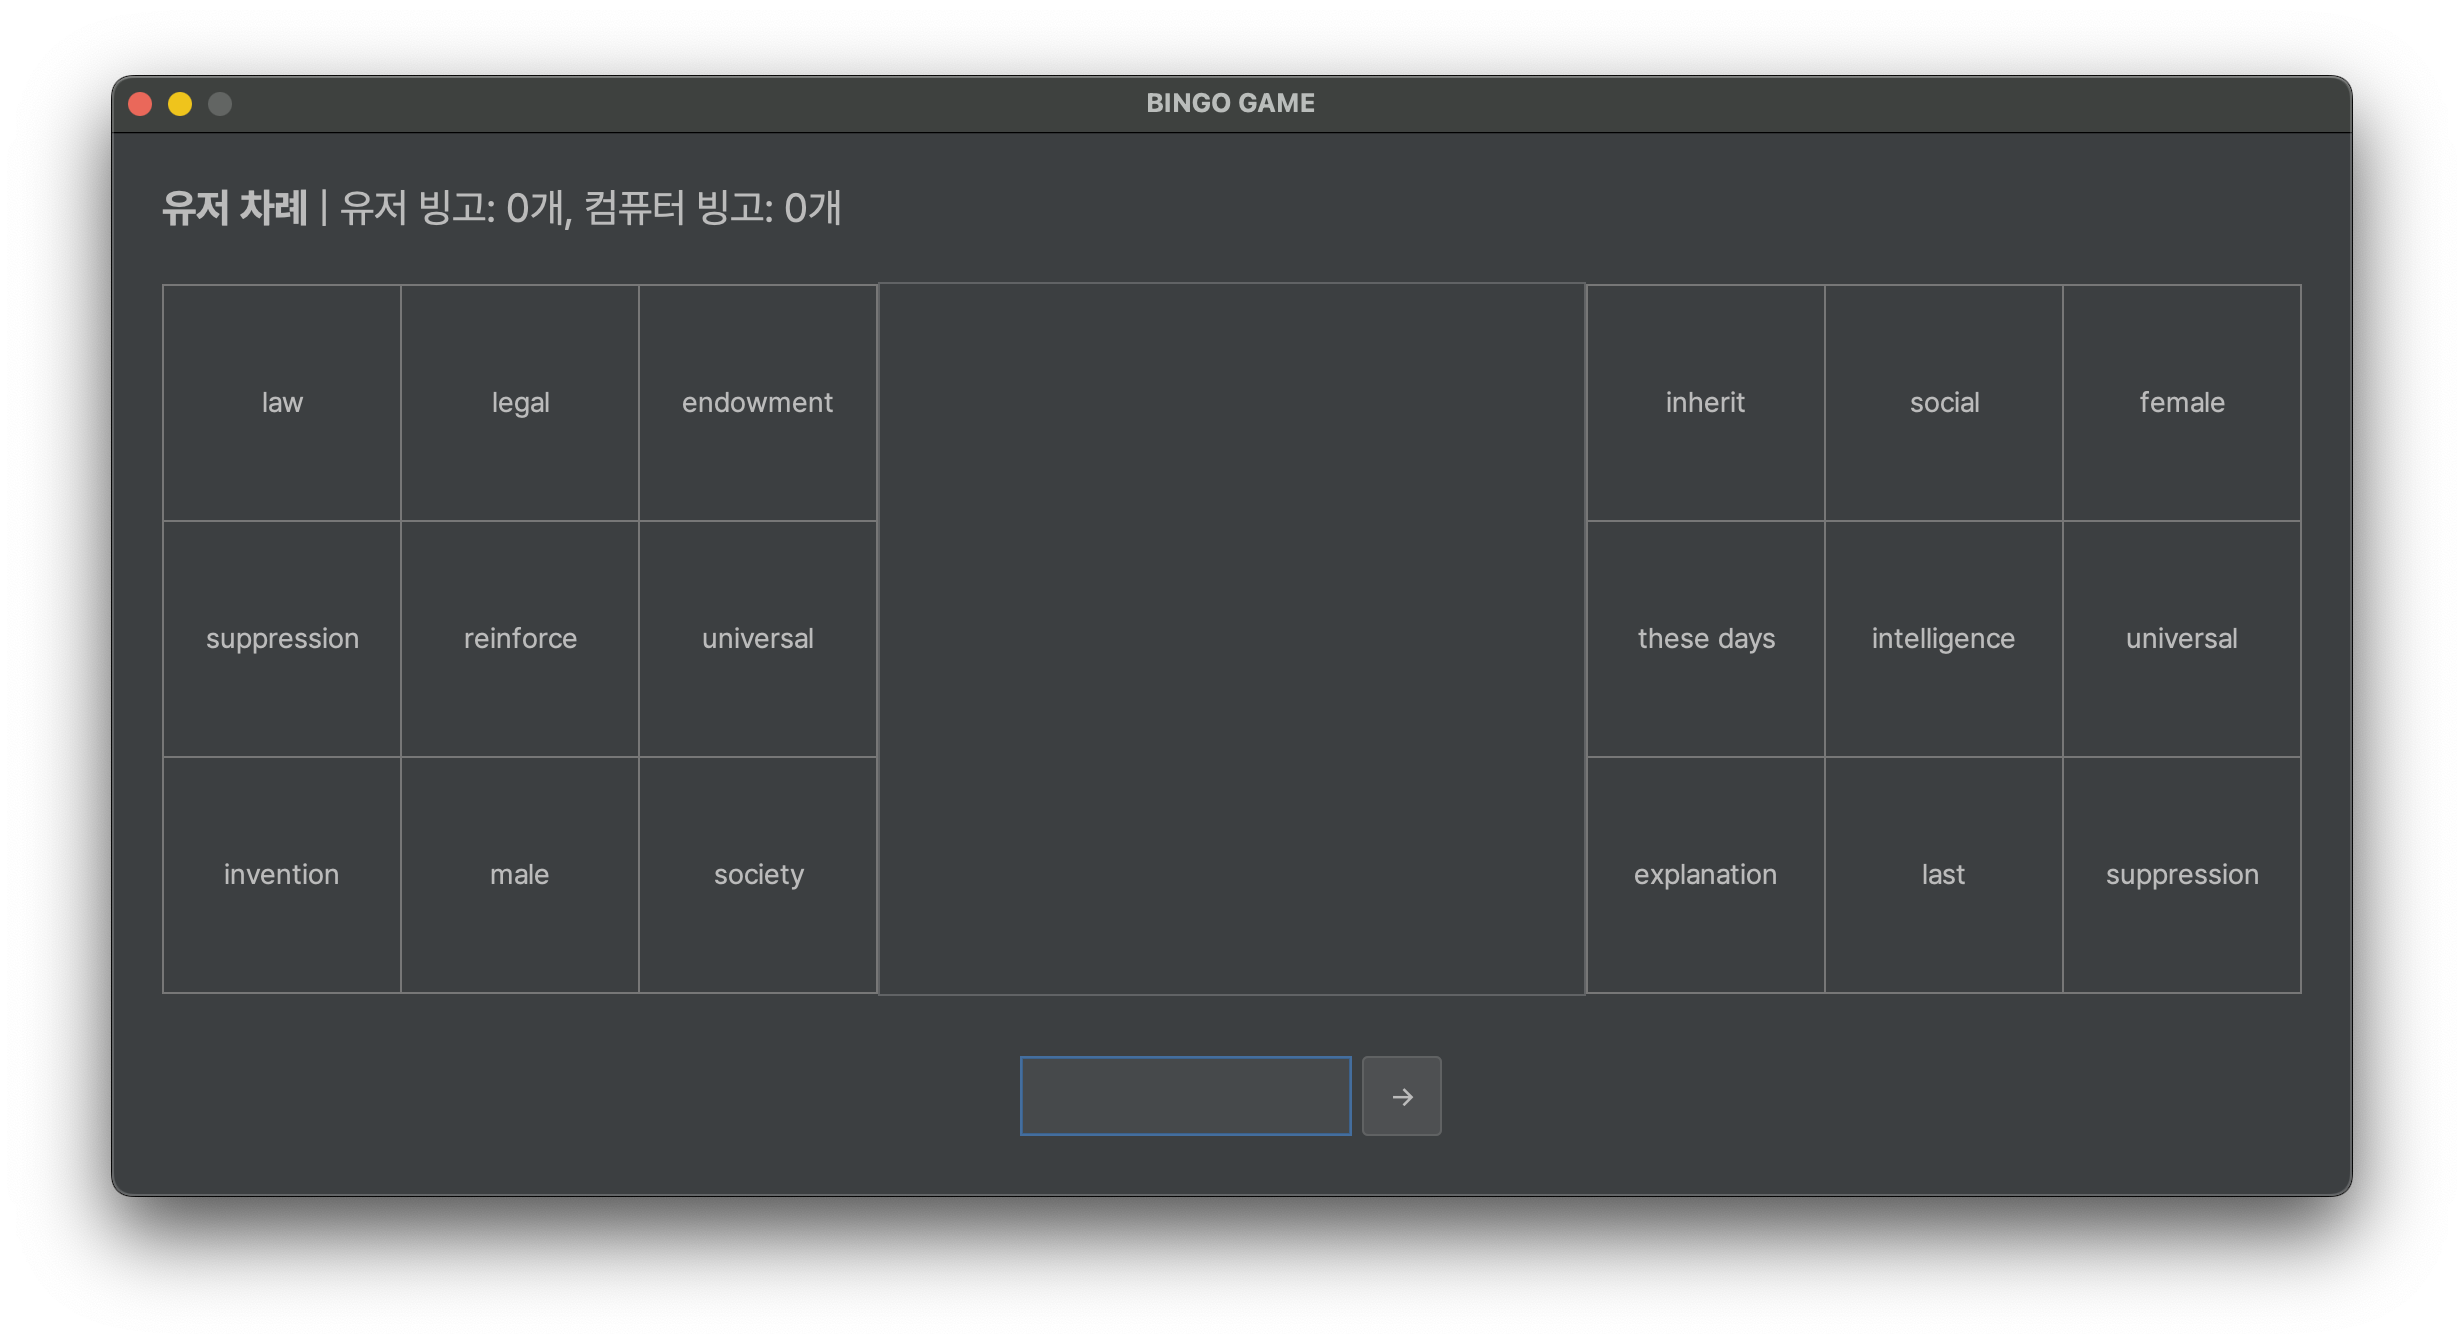 BINGO GAME
유저 차례 | 유저 빙고: 0개, 컴퓨터 빙고: 0개
law legal endowment inherit social female
suppression reinforce universal these days intelligence universal
invention male society explanation last suppression
→